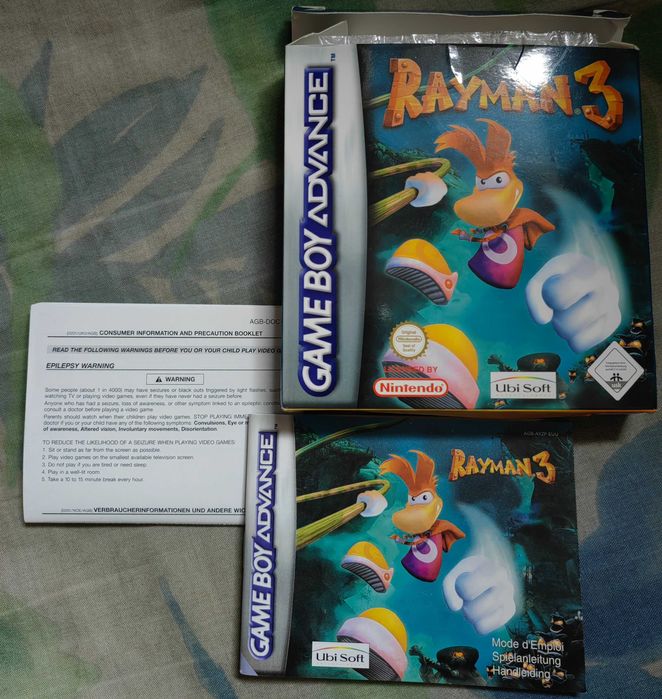 GAME BOY ADVANCE™
RAYMAN 3
Original
Nintendo
Seal of
Quality
LICENSED BY
Nintendo
Ubi Soft
AGB-DOC
CONSUMER INFORMATION AND PRECAUTION BOOKLET
READ THE FOLLOWING WARNINGS BEFORE YOU OR YOUR CHILD PLAY VIDEO G
EPILEPSY WARNING
WARNING
Some people (about 1 in 4000) may have seizures or black outs triggered by light flashes, such
watching TV or playing video games, even if they have never had a seizure before.
Anyone who has had a seizure, loss of awareness, or other symptom linked to an epileptic condit
consult a doctor before playing a video game.
Parents should watch when their children play video games. STOP PLAYING IMME
doctor if you or your child have any of the following symptoms: Convulsions, Eye or m
of awareness, Altered vision, Involuntary movements, Disorientation.
TO REDUCE THE LIKELIHOOD OF A SEIZURE WHEN PLAYING VIDEO GAMES:
1. Sit or stand as far from the screen as possible.
2. Play video games on the smallest available television screen.
3. Do not play if you are tired or need sleep.
4. Play in a well-lit room.
5. Take a 10 to 15 minute break every hour.
VERBRAUCHERINFORMATIONEN UND ANDERE WIC
GAME BOY ADVANCE
AGB-AX3P-EUU
RAYMAN 3
Ubi Soft
Mode d'Emploi
Spielanleitung
Handleiding